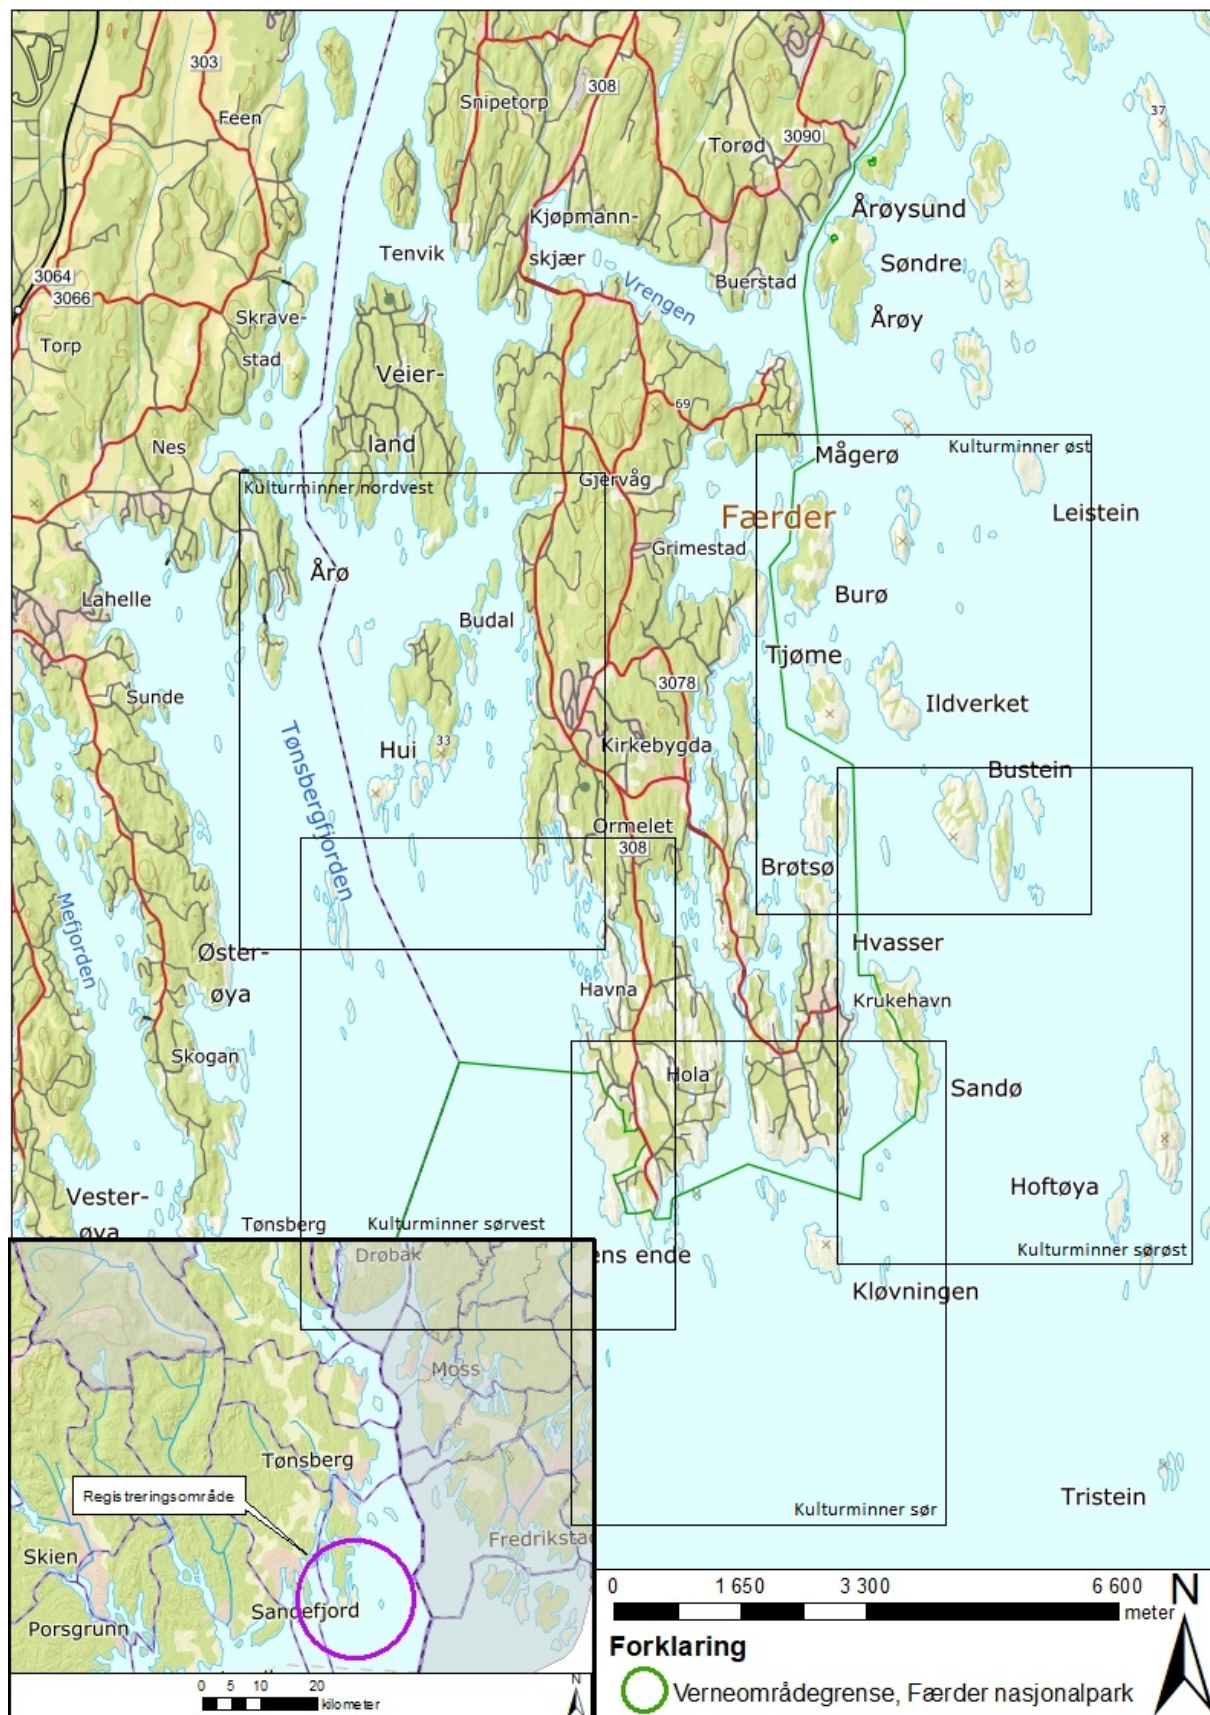 303
308
37
Snipetorp
Feen
3090
Torød
Årøysund
Kjøpmann-
skjær
Tenvik
Søndre
3064
3066
Buerstad
Vrengen
Årøy
Skrave-
stad
Torp
Veier-
land
69
Nes
Mågerø
Kulturminner øst
Gjervåg
Kulturminner nordvest
Leistein
Færder
Grimestad
Årø
Lahelle
Burø
Budal
Tjøme
3078
Sunde
Ildverket
Hui
33
Kirkebygda
Tønsbergfjorden
Bustein
Ormelet
308
Brøtsø
Mefjorden
Øster-
øya
Hvasser
Havna
Krukehavn
Skogan
Hola
Sandø
Vester-
øya
Hoftøya
Tønsberg
Kulturminner sørvest
Kulturminner sørøst
Drøbak
ens ende
Kløvningen
Moss
Tønsberg
Registreringsområde
Tristein
Kulturminner sør
Fredrikstad
Skien
Sandefjord
Porsgrunn
0 5 10 20
kilometer
N
0 1 650 3 300 6 600
meter
N
Forklaring
Verneområdegrense, Færder nasjonalpark